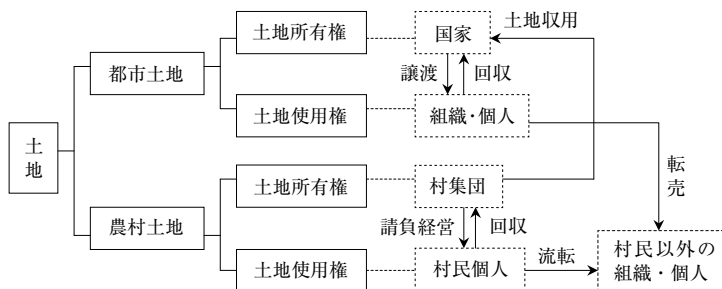 土地
都市土地
農村土地
土地所有権
国家
土地収用
譲渡
回収
土地使用権
組織・個人
転売
土地所有権
村集団
請負経営
回収
土地使用権
村民個人
流転
村民以外の
組織・個人